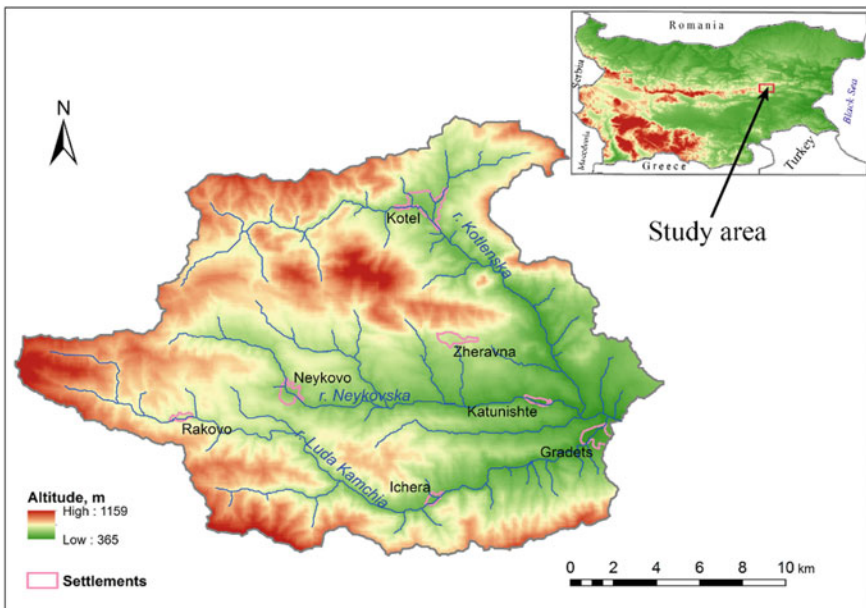 Romania
Serbia
Black Sea
Macedonia
Greece
Turkey
Study area
N
Kotel
r. Kotlenska
Zheravna
Neykovo
r. Neykovska
Katunishte
Rakovo
r. Luda Kamchia
Gradets
Ichera
Altitude, m
High : 1159
Low : 365
Settlements
0 2 4 6 8 10 km